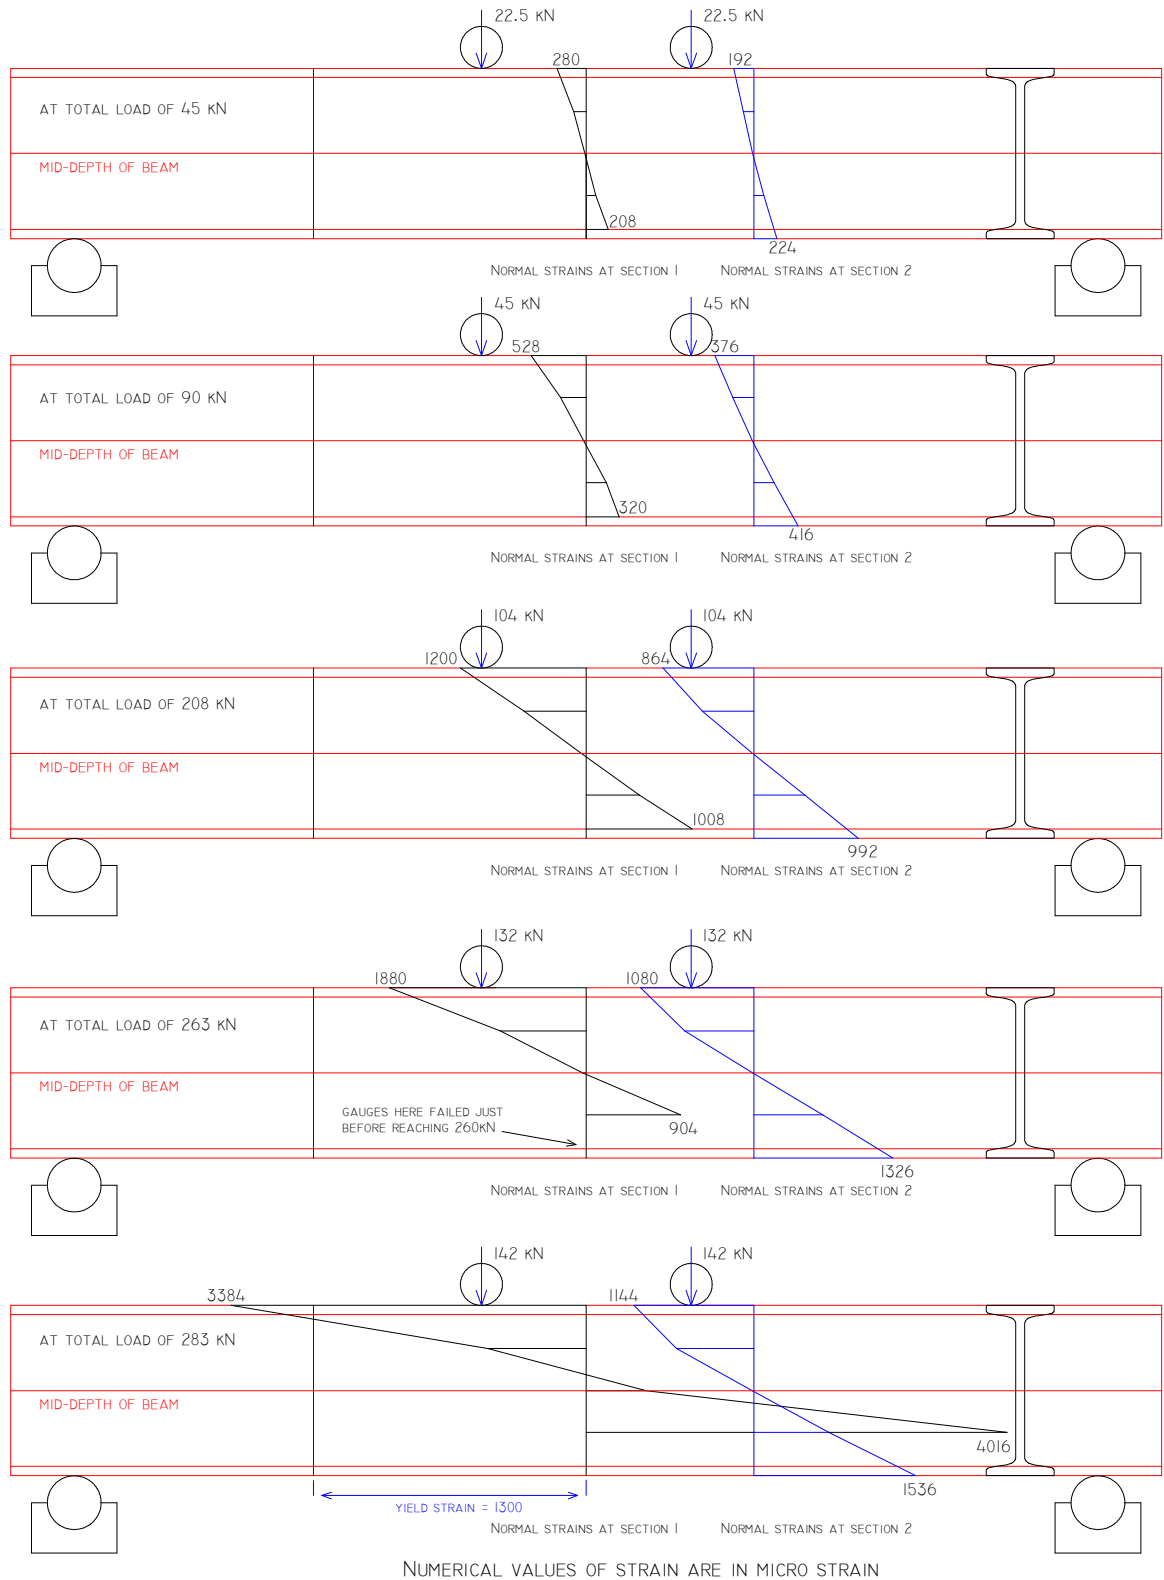 22.5 kN 22.5 kN
280 192
AT TOTAL LOAD OF 45 kN
MID-DEPTH OF BEAM
208
224
NORMAL STRAINS AT SECTION 1 NORMAL STRAINS AT SECTION 2
45 kN 45 kN
528 376
AT TOTAL LOAD OF 90 kN
MID-DEPTH OF BEAM
320
416
NORMAL STRAINS AT SECTION 1 NORMAL STRAINS AT SECTION 2
104 kN 104 kN
1200 864
AT TOTAL LOAD OF 208 kN
MID-DEPTH OF BEAM
1008
992
NORMAL STRAINS AT SECTION 1 NORMAL STRAINS AT SECTION 2
132 kN 132 kN
1880 1080
AT TOTAL LOAD OF 263 kN
MID-DEPTH OF BEAM
GAUGES HERE FAILED JUST
BEFORE REACHING 260kN
904
1326
NORMAL STRAINS AT SECTION 1 NORMAL STRAINS AT SECTION 2
142 kN 142 kN
3384 1144
AT TOTAL LOAD OF 283 kN
MID-DEPTH OF BEAM
4016
1536
YIELD STRAIN = 1300
NORMAL STRAINS AT SECTION 1 NORMAL STRAINS AT SECTION 2
NUMERICAL VALUES OF STRAIN ARE IN MICRO STRAIN